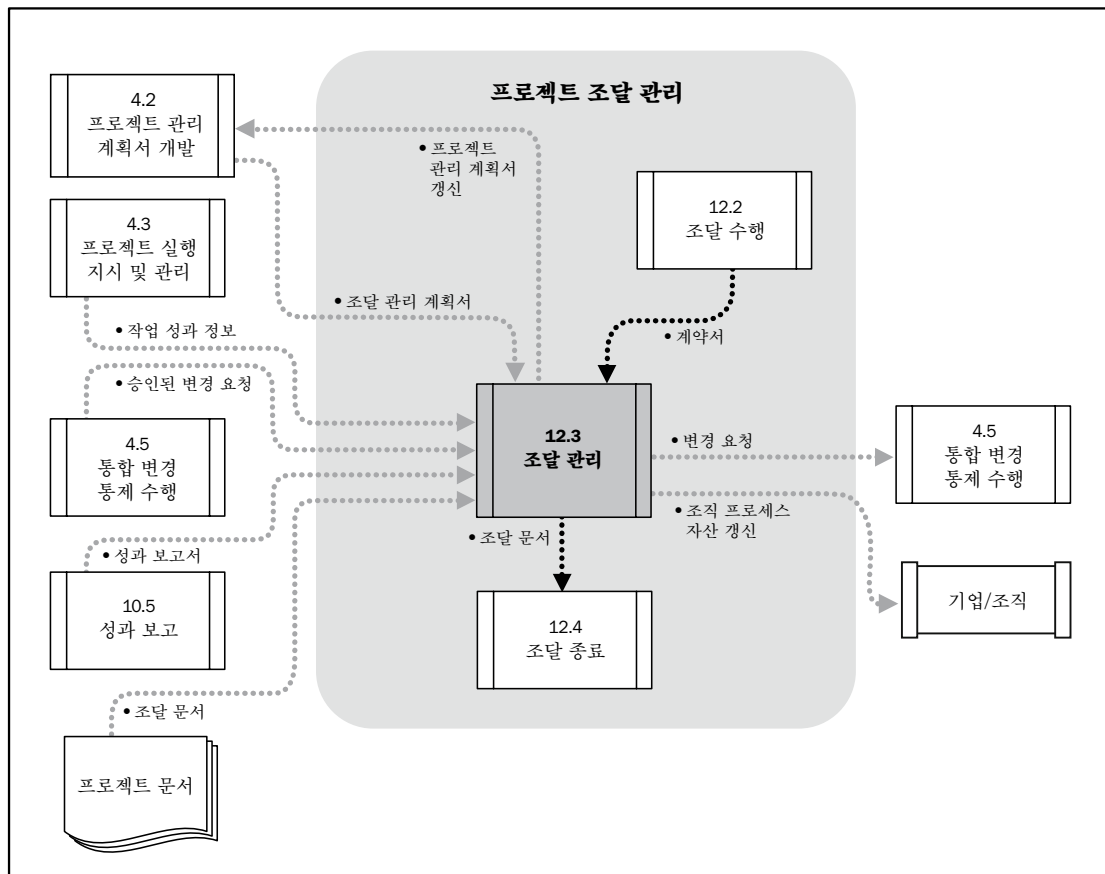 프로젝트 조달 관리
4.2
프로젝트 관리
계획서 개발
• 프로젝트
관리 계획서
갱신
12.2
조달 수행
4.3
프로젝트 실행
지시 및 관리
• 조달 관리 계획서
• 작업 성과 정보
• 계약서
• 승인된 변경 요청
4.5
통합 변경
통제 수행
12.3
조달 관리
• 변경 요청
4.5
통합 변경
통제 수행
• 조직 프로세스
자산 갱신
• 조달 문서
• 성과 보고서
10.5
성과 보고
12.4
조달 종료
기업/조직
• 조달 문서
프로젝트 문서